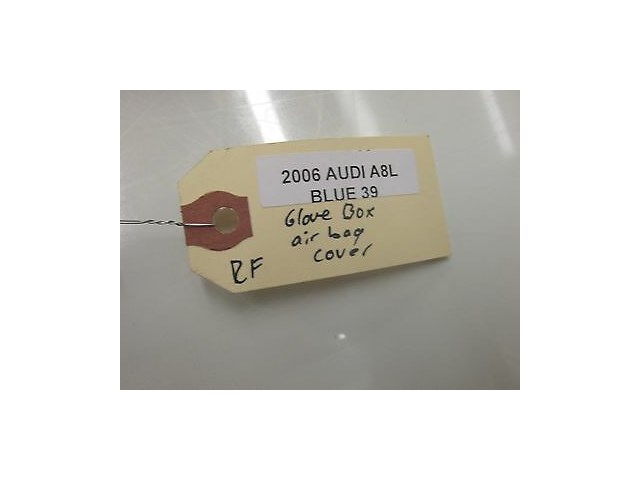 2006 AUDI A8L
BLUE 39
Glove Box
air bag
cover
RF